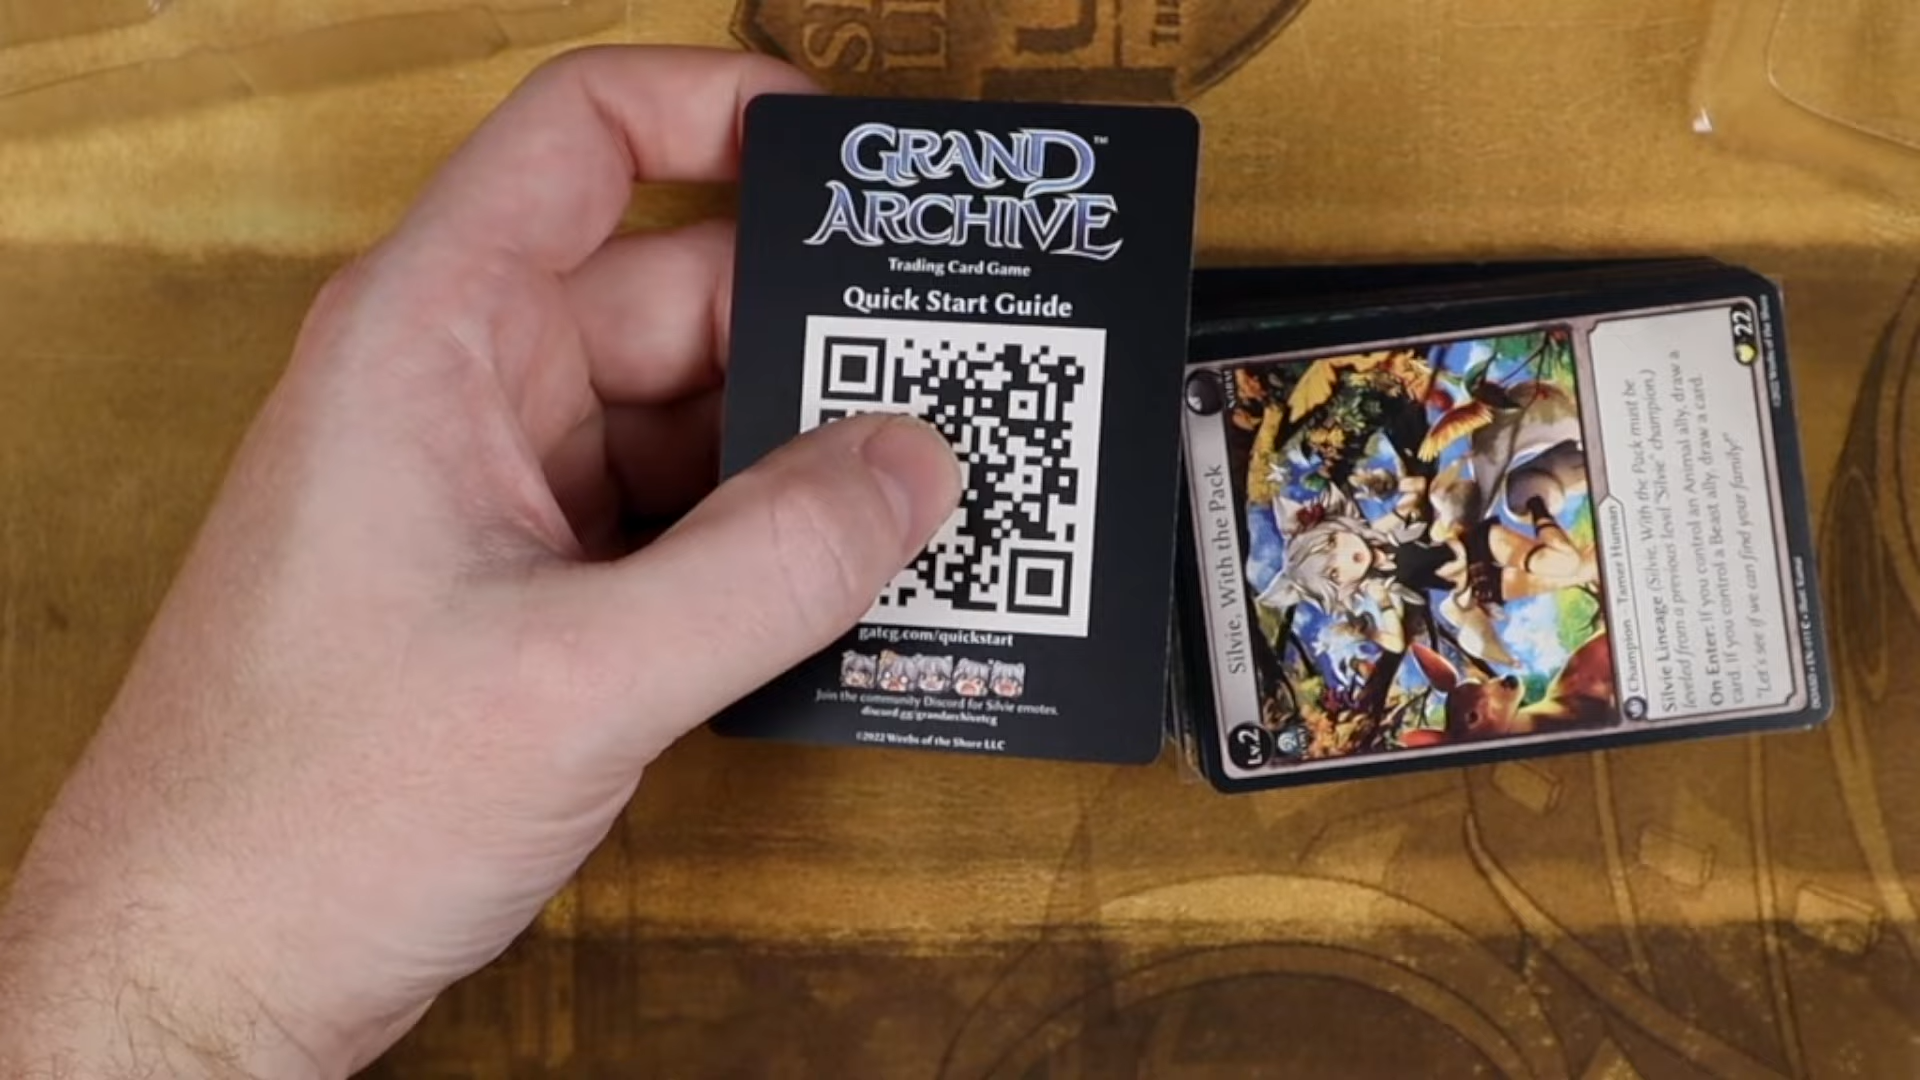 GRAND
ARCHIVE™
Trading Card Game
Quick Start Guide
gatcg.com/quickstart
Join the community Discord for Silvie emotes.
discord.gg/grandarchivetcg
©2022 Weebs of the Shore LLC
Silvie, With the Pack
Lv.2
Champion Tamer Human
Silvie Lineage (Silvie, With the Pack must be
leveled from a previous level "Silvie" champion.)
On Enter: If you control an Animal ally, draw a
card. If you control a Beast ally, draw a card.
"Let's see if we can find your family!"
22